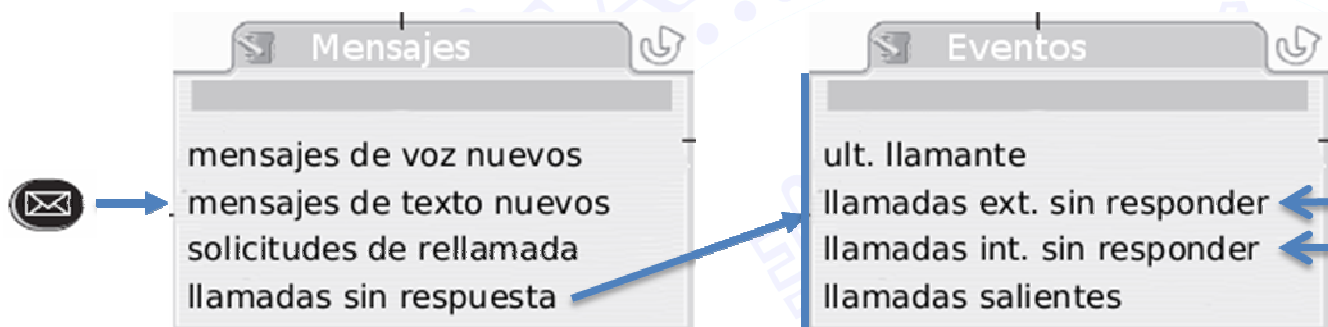 Mensajes
mensajes de voz nuevos
mensajes de texto nuevos
solicitudes de rellamada
llamadas sin respuesta
Eventos
ult. llamante
llamadas ext. sin responder
llamadas int. sin responder
llamadas salientes